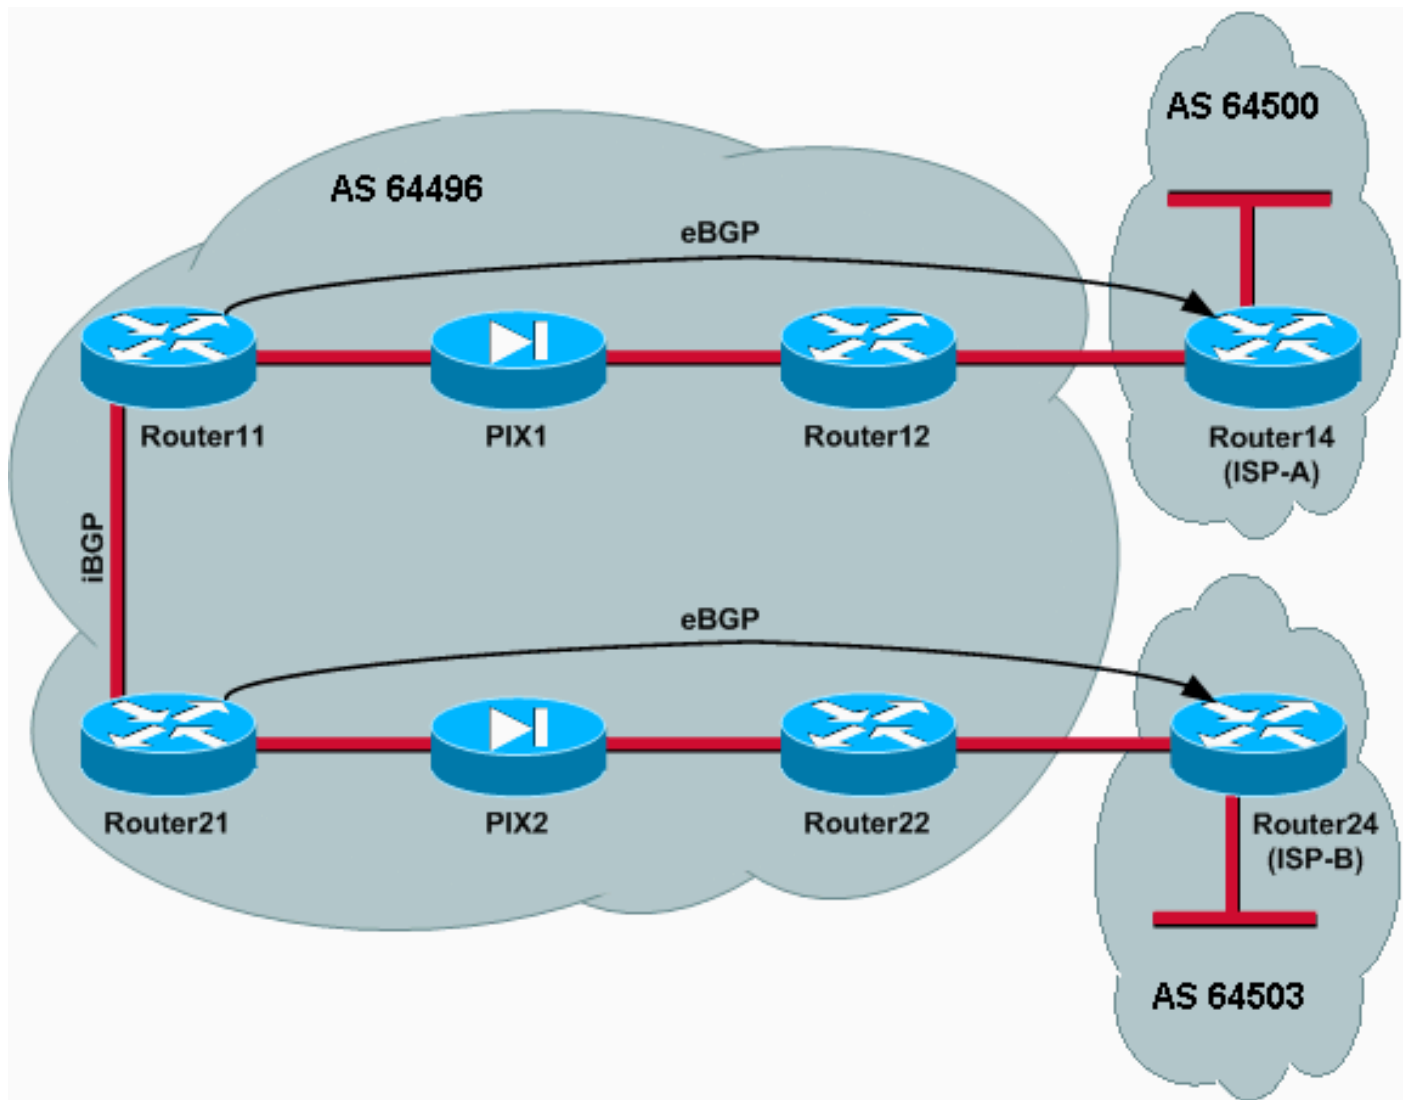 AS 64500
AS 64496
eBGP
Router11
PIX1
Router12
Router14
(ISP-A)
iBGP
eBGP
Router21
PIX2
Router22
Router24
(ISP-B)
AS 64503